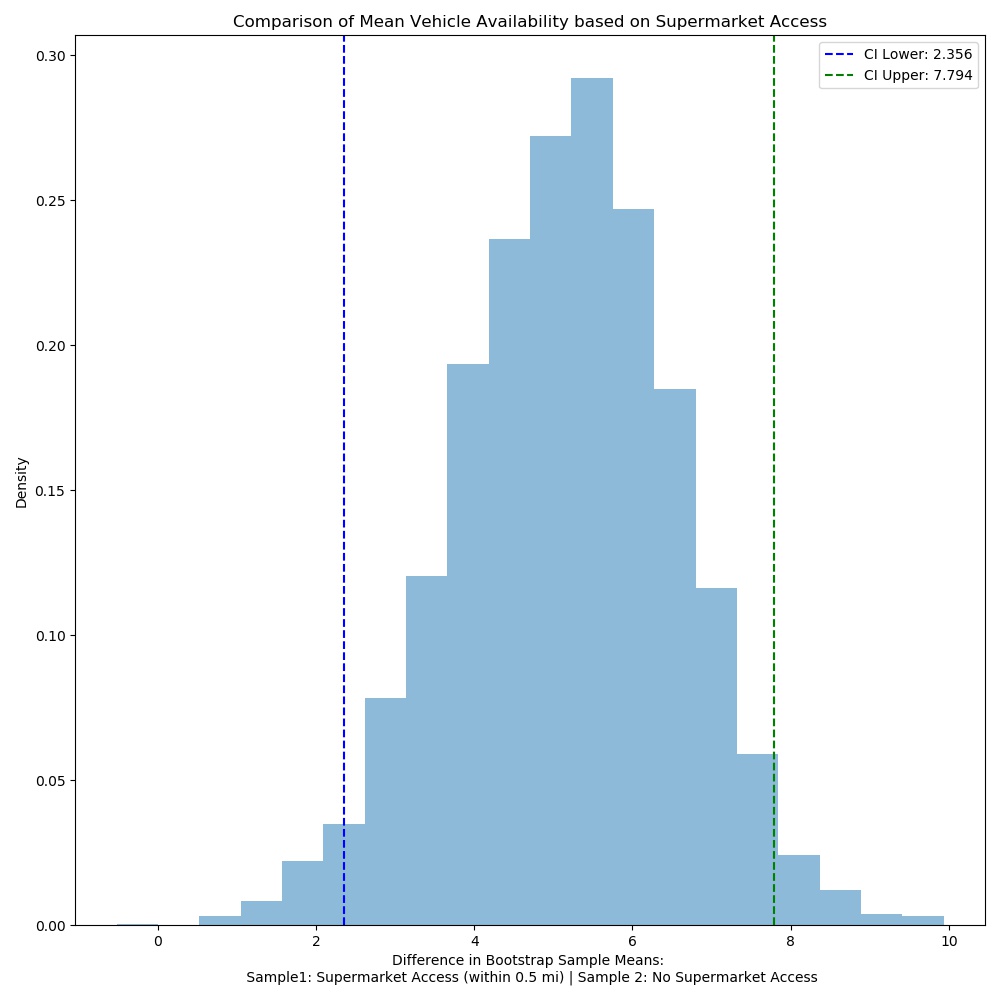 Comparison of Mean Vehicle Availability based on Supermarket Access
CI Lower: 2.356
CI Upper: 7.794
0.30
0.25
0.20
0.15
0.10
0.05
0.00
Density
0 2 4 6 8 10
Difference in Bootstrap Sample Means:
Sample1: Supermarket Access (within 0.5 mi) | Sample 2: No Supermarket Access